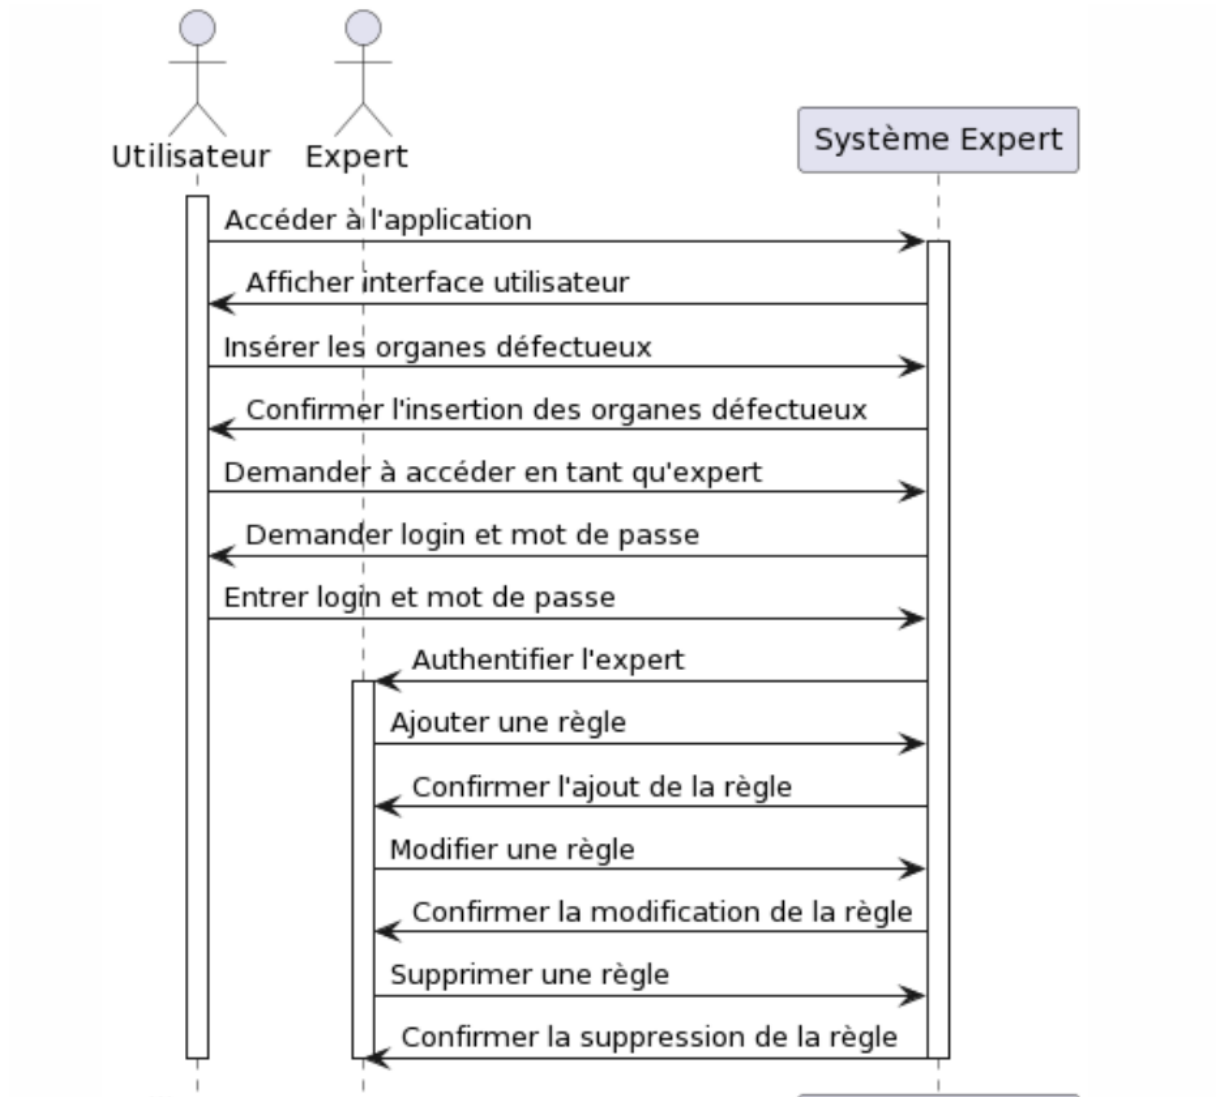 Utilisateur
Expert
Système Expert
Accéder à l'application
Afficher interface utilisateur
Insérer les organes défectueux
Confirmer l'insertion des organes défectueux
Demander à accéder en tant qu'expert
Demander login et mot de passe
Entrer login et mot de passe
Authentifier l'expert
Ajouter une règle
Confirmer l'ajout de la règle
Modifier une règle
Confirmer la modification de la règle
Supprimer une règle
Confirmer la suppression de la règle